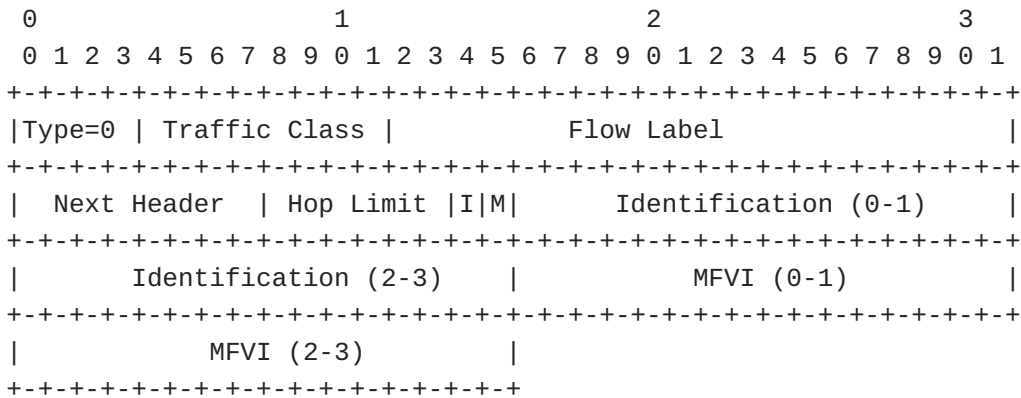 0                   1                   2                   3
 0 1 2 3 4 5 6 7 8 9 0 1 2 3 4 5 6 7 8 9 0 1 2 3 4 5 6 7 8 9 0 1
+-+-+-+-+-+-+-+-+-+-+-+-+-+-+-+-+-+-+-+-+-+-+-+-+-+-+-+-+-+-+-+-+
|Type=0 | Traffic Class |           Flow Label                  |
+-+-+-+-+-+-+-+-+-+-+-+-+-+-+-+-+-+-+-+-+-+-+-+-+-+-+-+-+-+-+-+-+
|  Next Header  | Hop Limit |I|M|      Identification (0-1)     |
+-+-+-+-+-+-+-+-+-+-+-+-+-+-+-+-+-+-+-+-+-+-+-+-+-+-+-+-+-+-+-+-+
|       Identification (2-3)    |           MFVI (0-1)          |
+-+-+-+-+-+-+-+-+-+-+-+-+-+-+-+-+-+-+-+-+-+-+-+-+-+-+-+-+-+-+-+-+
|            MFVI (2-3)         |
+-+-+-+-+-+-+-+-+-+-+-+-+-+-+-+-+